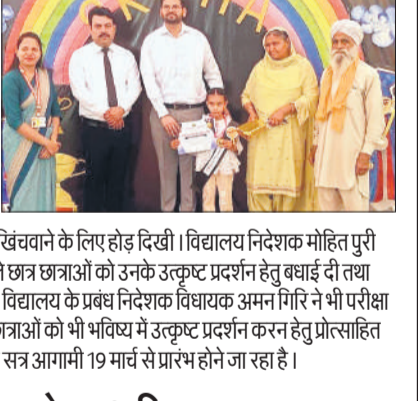 खिंचवाने के लिए होड़ दिखी । विद्यालय निदेशक मोहित पुरी
छात्र छात्राओं को उनके उत्कृष्ट प्रदर्शन हेतु बधाई दी तथा
विद्यालय के प्रबंध निदेशक विधायक अमन गिरि ने भी परीक्षा
त्राओं को भी भविष्य में उत्कृष्ट प्रदर्शन करन हेतु प्रोत्साहित
सत्र आगामी 19 मार्च से प्रारंभ होने जा रहा है ।